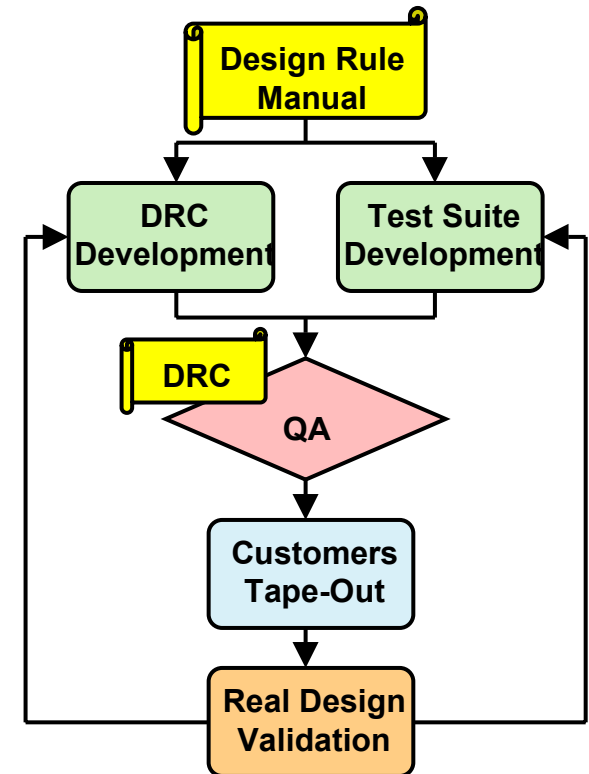 Design Rule
Manual
DRC
Development
Test Suite
Development
DRC
QA
Customers
Tape-Out
Real Design
Validation